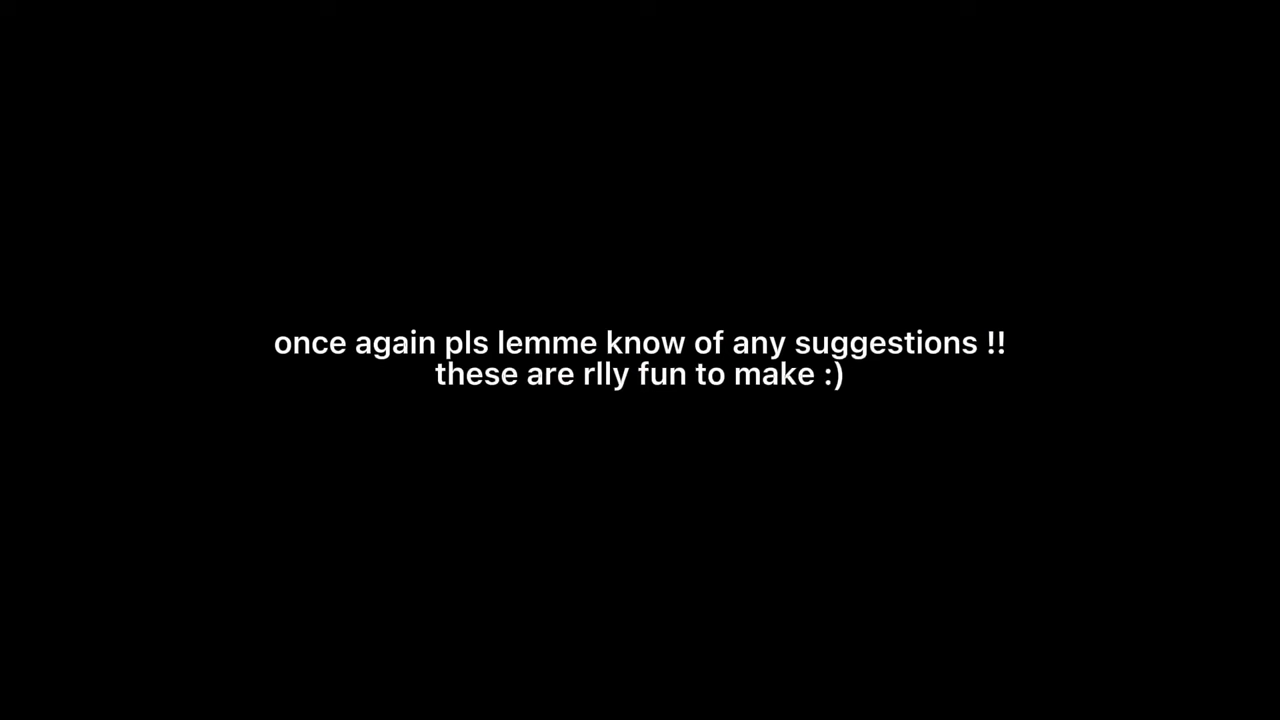 once again pls lemme know of any suggestions !!
these are rlly fun to make :)